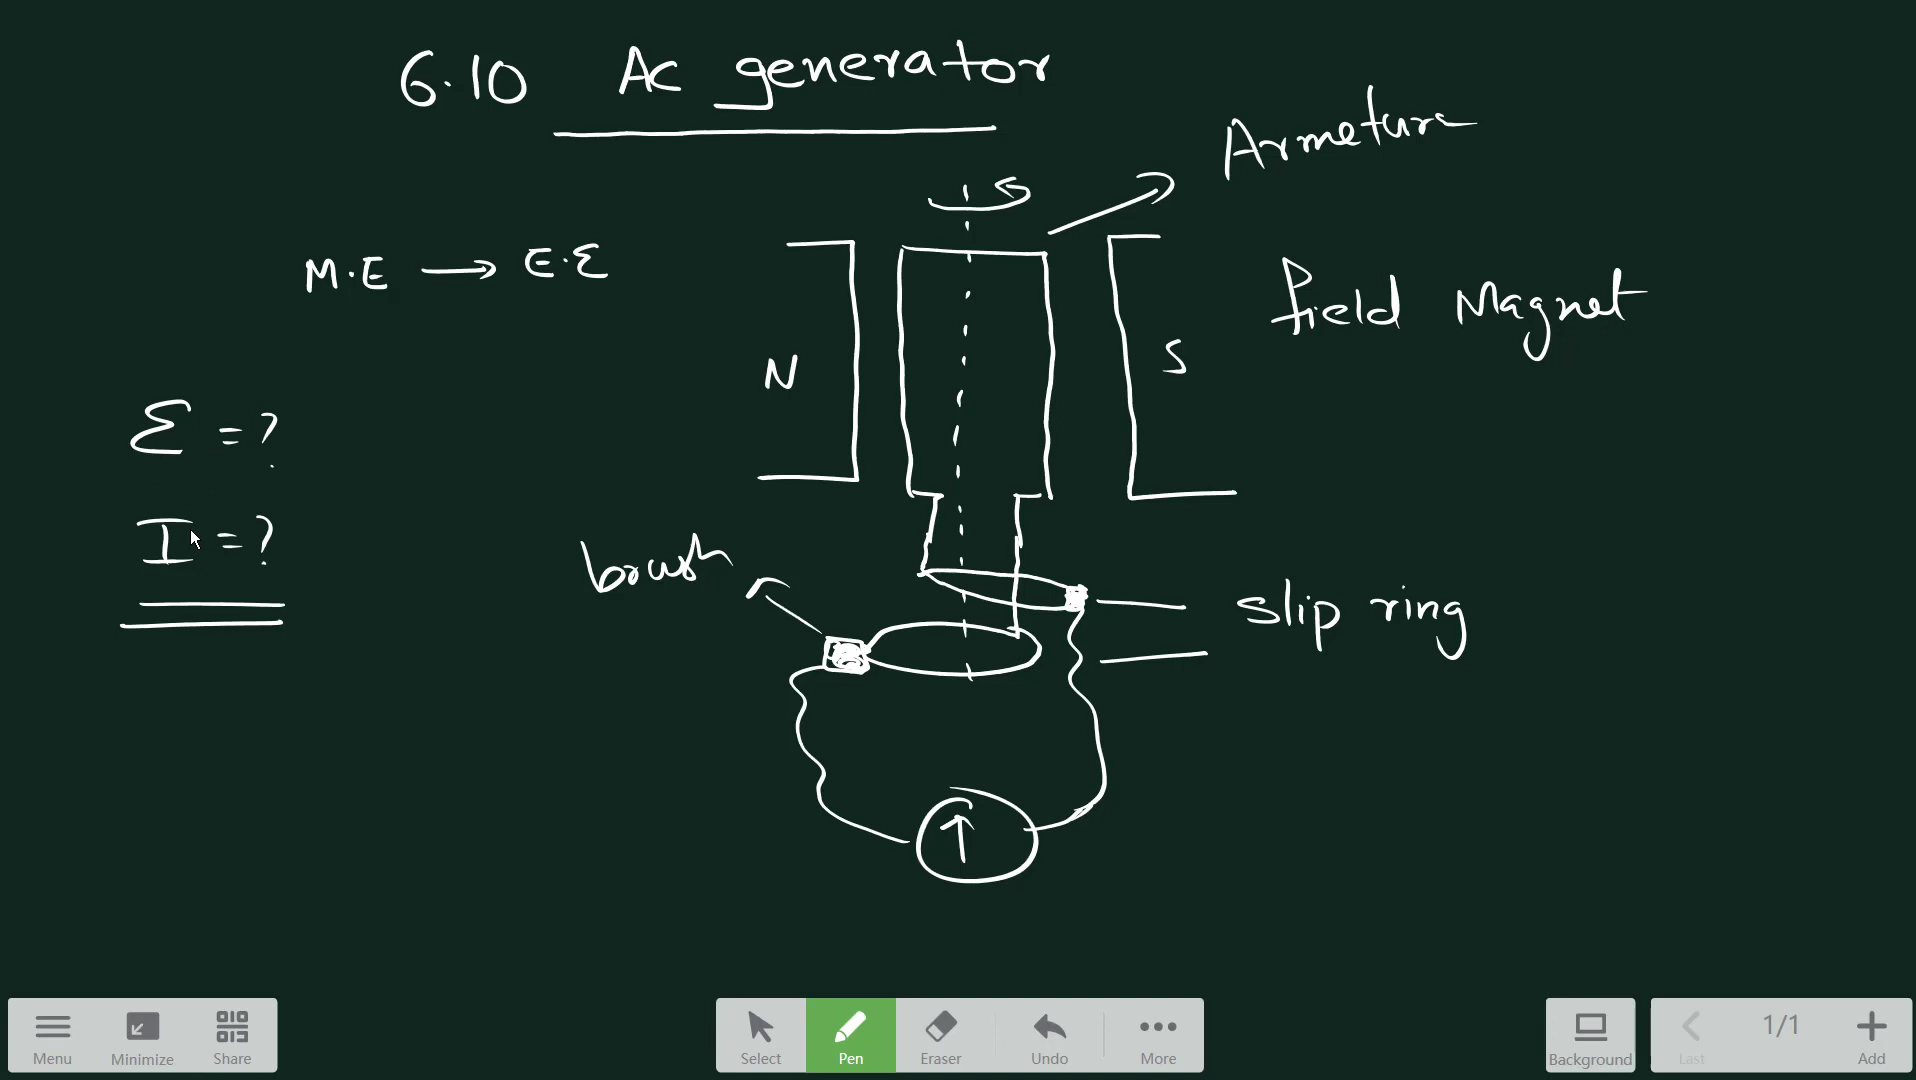 6.10 Ac generator
Armeture
M.E → E.E
field Magnet
N
S
ℰ = ?
I = ?
brush
slip ring
Menu
Minimize
Share
Select
Pen
Eraser
Undo
More
Background
Last
1/1
Add